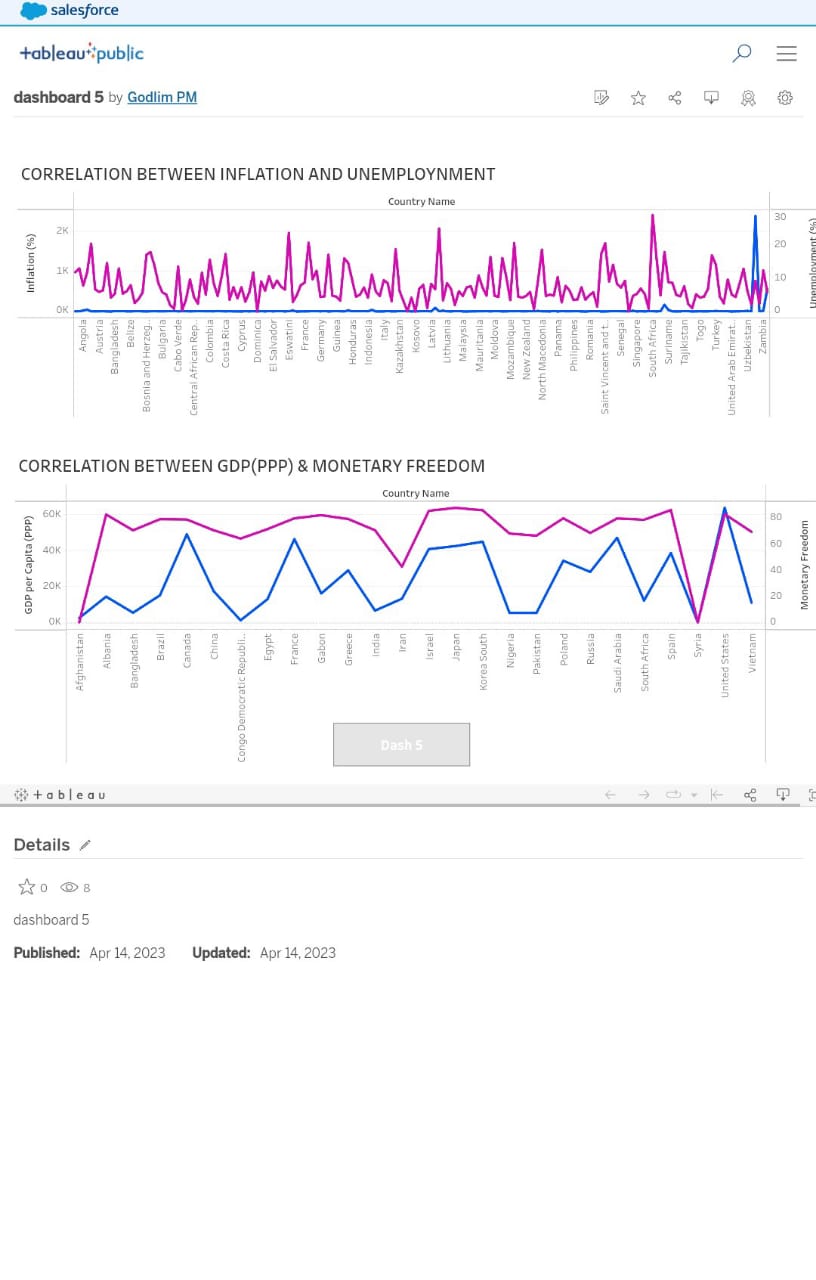 salesforce
+ableau public
dashboard 5 by Godlim PM
CORRELATION BETWEEN INFLATION AND UNEMPLOYNMENT
Country Name
Inflation (%)
2K
1K
0K
30
20
10
0
Unemployment (%)
Angola
Austria
Bangladesh
Belize
Bosnia and Herzeg..
Bulgaria
Cabo Verde
Central African Rep..
Colombia
Costa Rica
Cyprus
Dominica
El Salvador
Eswatini
France
Germany
Guinea
Honduras
Indonesia
Italy
Kazakhstan
Kosovo
Latvia
Lithuania
Malaysia
Mauritania
Moldova
Mozambique
New Zealand
North Macedonia
Panama
Philippines
Romania
Saint Vincent and t..
Senegal
Singapore
South Africa
Suriname
Tajikistan
Togo
Turkey
United Arab Emirat..
Uzbekistan
Zambia
CORRELATION BETWEEN GDP(PPP) & MONETARY FREEDOM
Country Name
GDP per Capita (PPP)
60K
40K
20K
0K
80
60
40
20
0
Monetary Freedom
Afghanistan
Albania
Bangladesh
Brazil
Canada
China
Congo Democratic Republi..
Egypt
France
Gabon
Greece
India
Iran
Israel
Japan
Korea South
Nigeria
Pakistan
Poland
Russia
Saudi Arabia
South Africa
Spain
Syria
United States
Vietnam
Dash 5
+ableau
Details
0 8
dashboard 5
Published: Apr 14, 2023 Updated: Apr 14, 2023